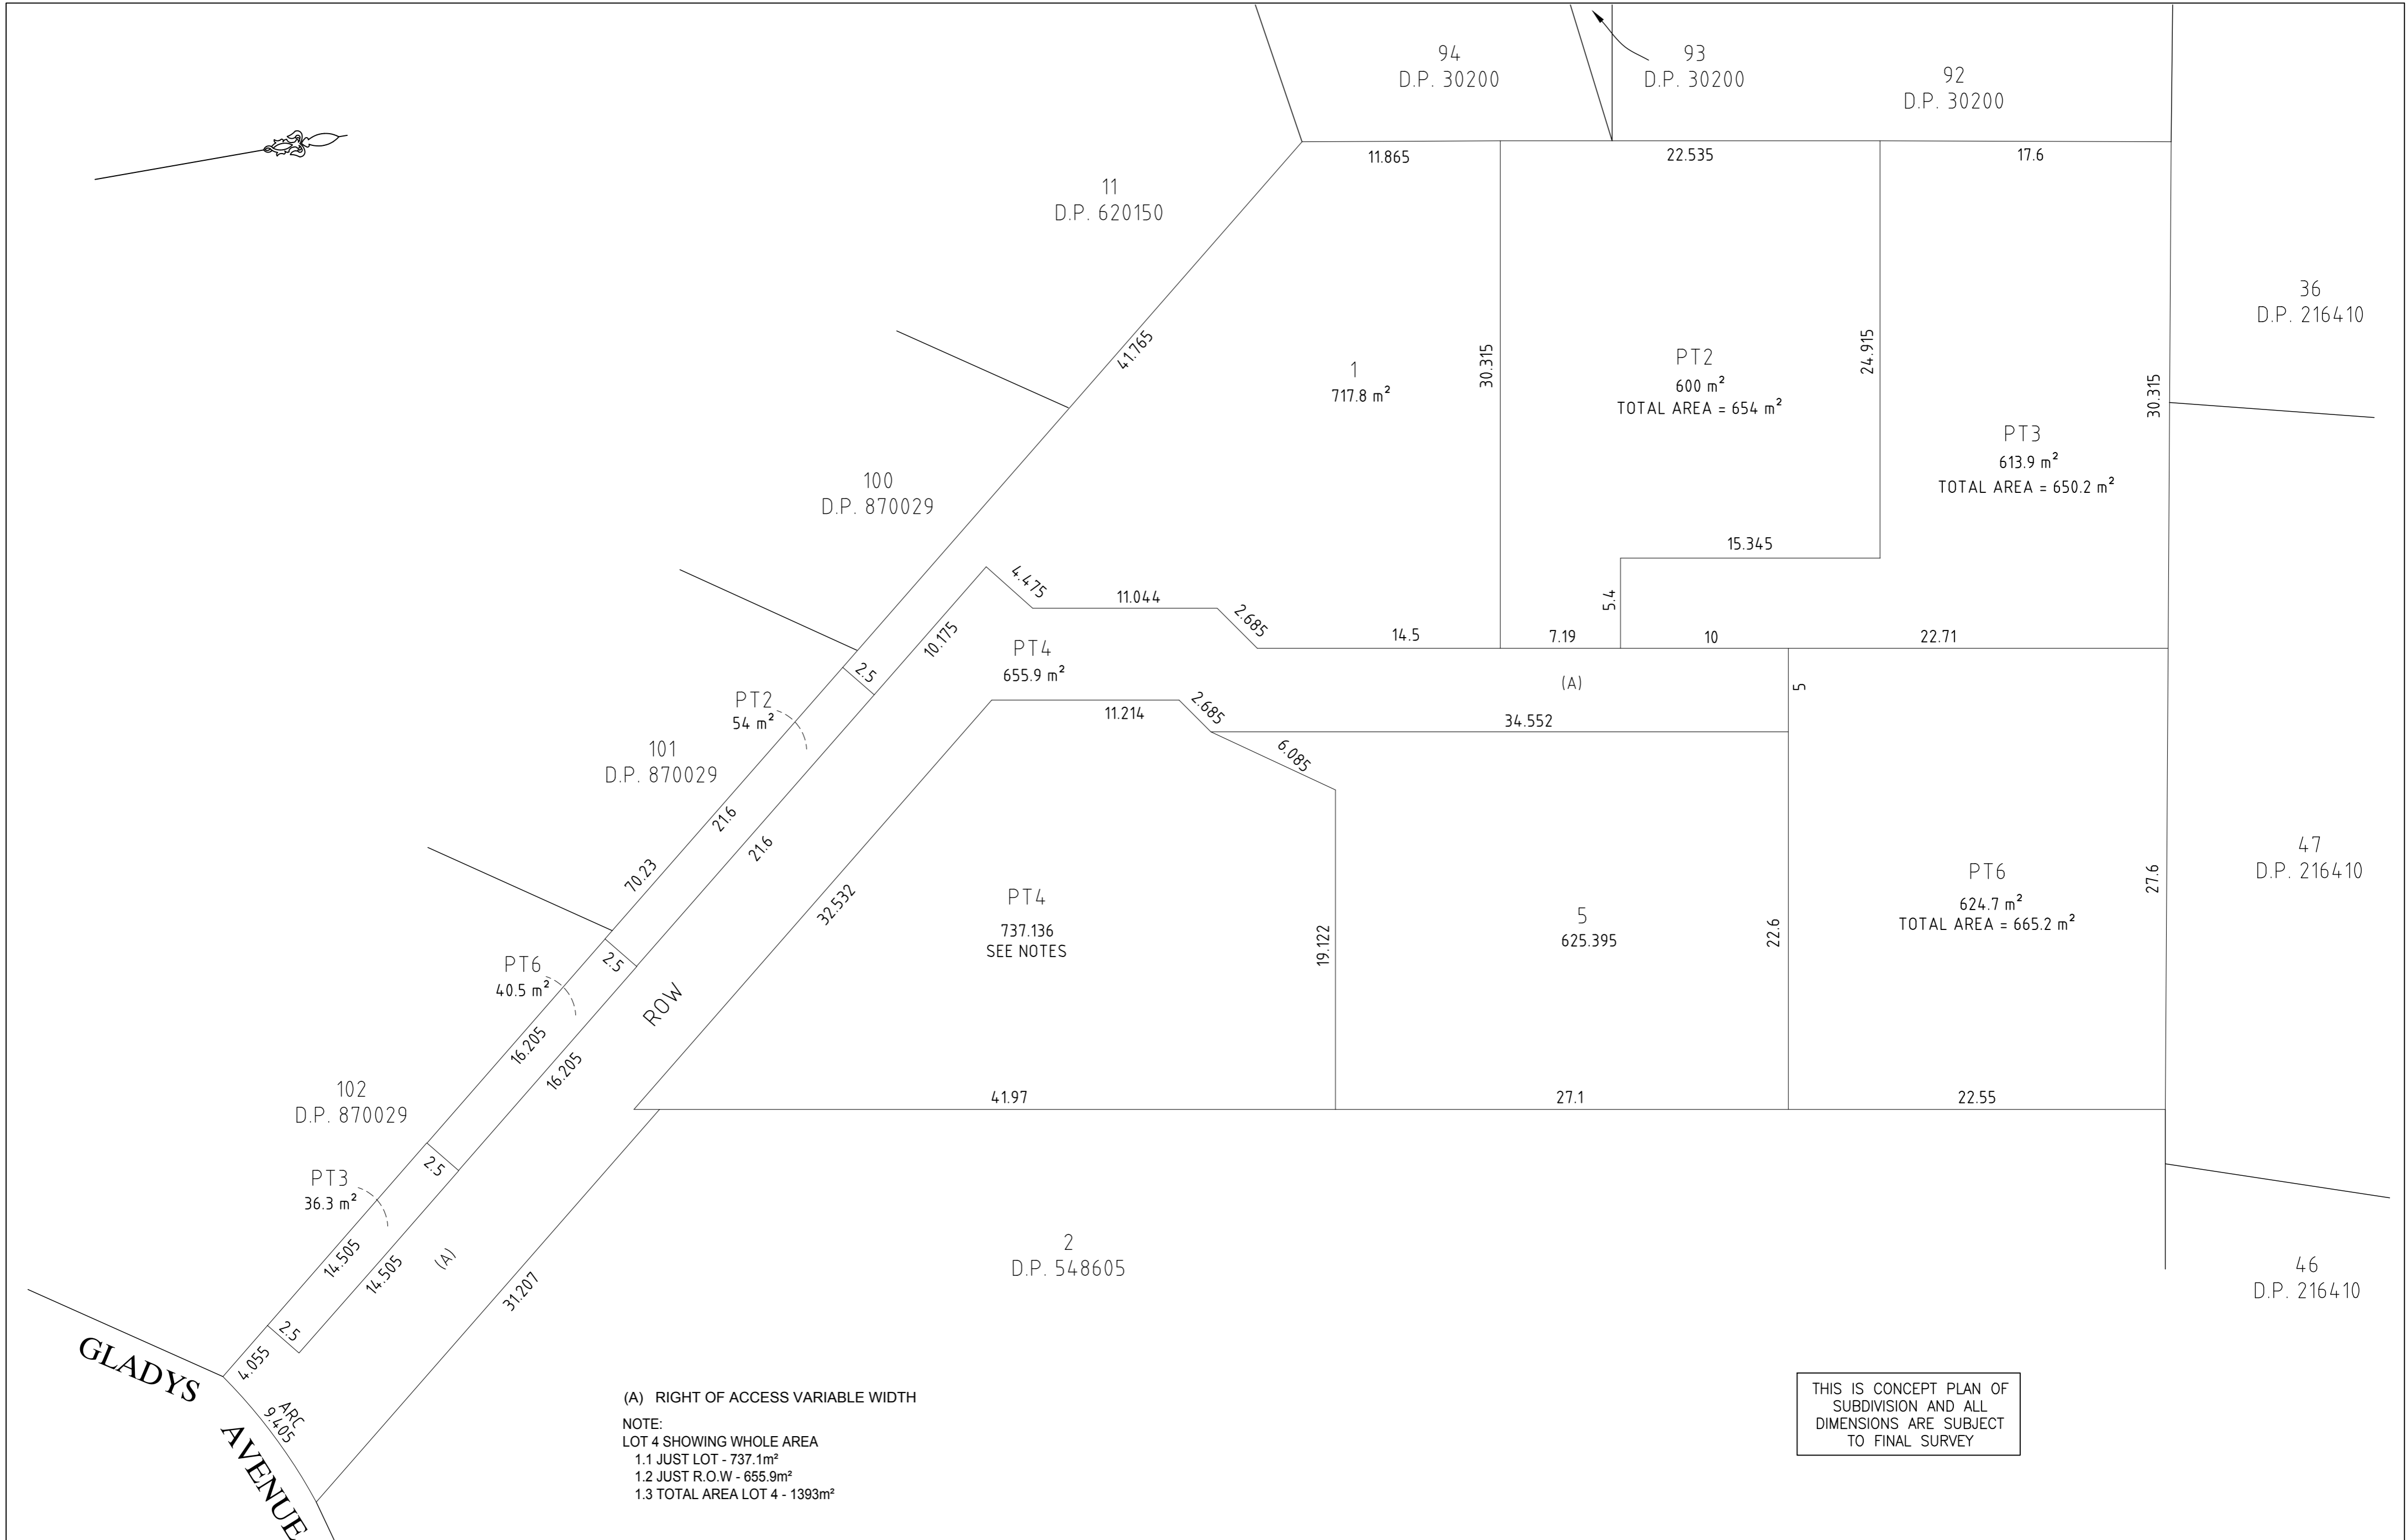 94
D.P. 30200
93
D.P. 30200
92
D.P. 30200
11.865
22.535
17.6
11
D.P. 620150
36
D.P. 216410
41.765
1
717.8 m²
30.315
PT2
600 m²
TOTAL AREA = 654 m²
24.915
30.315
PT3
613.9 m²
TOTAL AREA = 650.2 m²
100
D.P. 870029
15.345
5.4
4.475
11.044
2.685
14.5
7.19
10
22.71
10.175
PT4
655.9 m²
(A)
5
2.5
PT2
54 m²
11.214
2.685
34.552
6.085
101
D.P. 870029
21.6
21.6
70.23
32.532
PT4
737.136
SEE NOTES
19.122
5
625.395
22.6
PT6
624.7 m²
TOTAL AREA = 665.2 m²
27.6
47
D.P. 216410
2.5
PT6
40.5 m²
ROW
16.205
16.205
102
D.P. 870029
41.97
27.1
22.55
2.5
PT3
36.3 m²
14.505
14.505
(A)
31.207
2
D.P. 548605
46
D.P. 216410
2.5
4.055
GLADYS
AVENUE
ARC
9.405
(A) RIGHT OF ACCESS VARIABLE WIDTH
NOTE:
LOT 4 SHOWING WHOLE AREA
1.1 JUST LOT - 737.1m²
1.2 JUST R.O.W - 655.9m²
1.3 TOTAL AREA LOT 4 - 1393m²
THIS IS CONCEPT PLAN OF
SUBDIVISION AND ALL
DIMENSIONS ARE SUBJECT
TO FINAL SURVEY